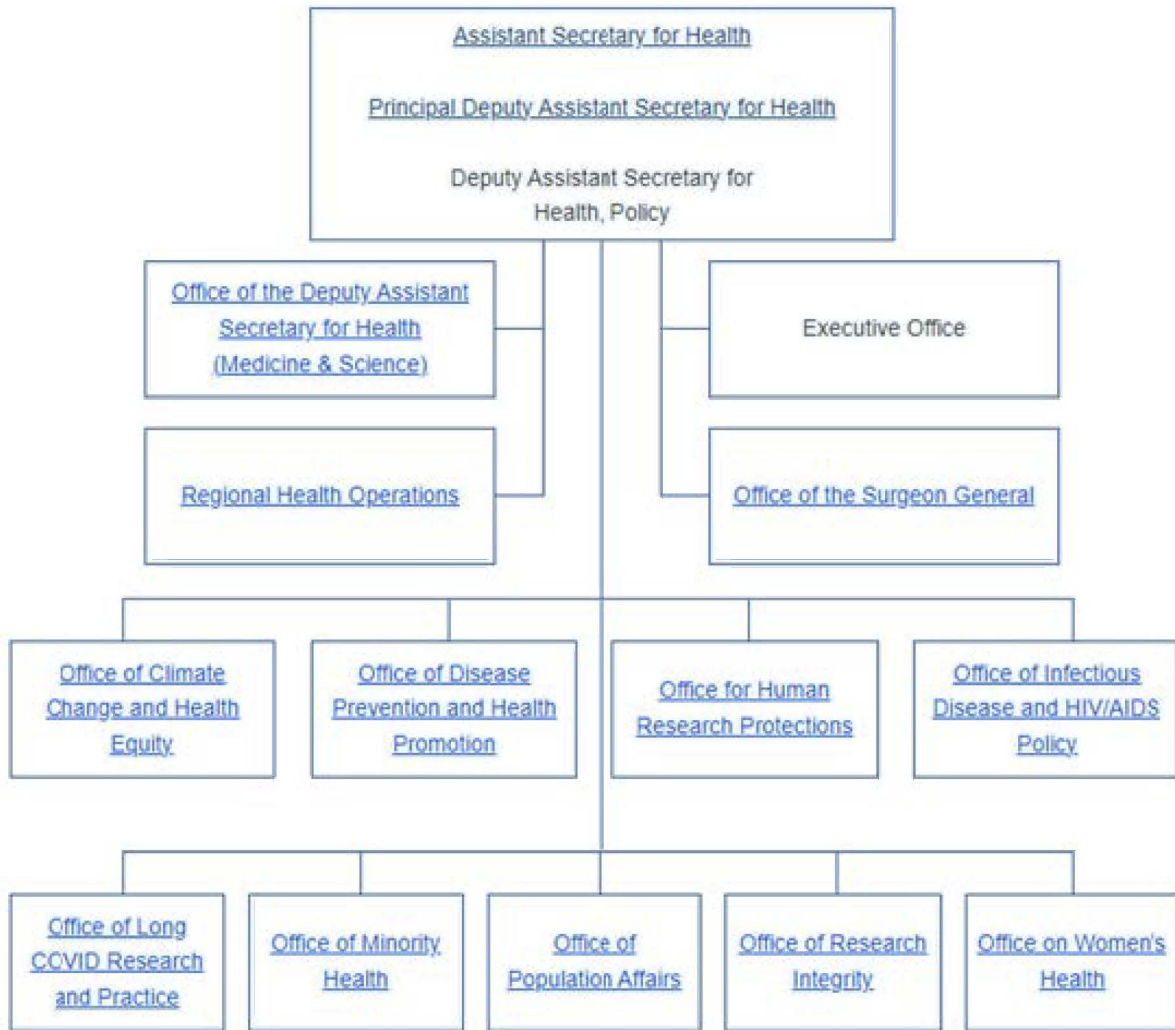 Assistant Secretary for Health
Principal Deputy Assistant Secretary for Health
Deputy Assistant Secretary for
Health, Policy
Office of the Deputy Assistant
Secretary for Health
(Medicine & Science)
Executive Office
Regional Health Operations
Office of the Surgeon General
Office of Climate
Change and Health
Equity
Office of Disease
Prevention and Health
Promotion
Office for Human
Research Protections
Office of Infectious
Disease and HIV/AIDS
Policy
Office of Long
COVID Research
and Practice
Office of Minority
Health
Office of
Population Affairs
Office of Research
Integrity
Office on Women's
Health